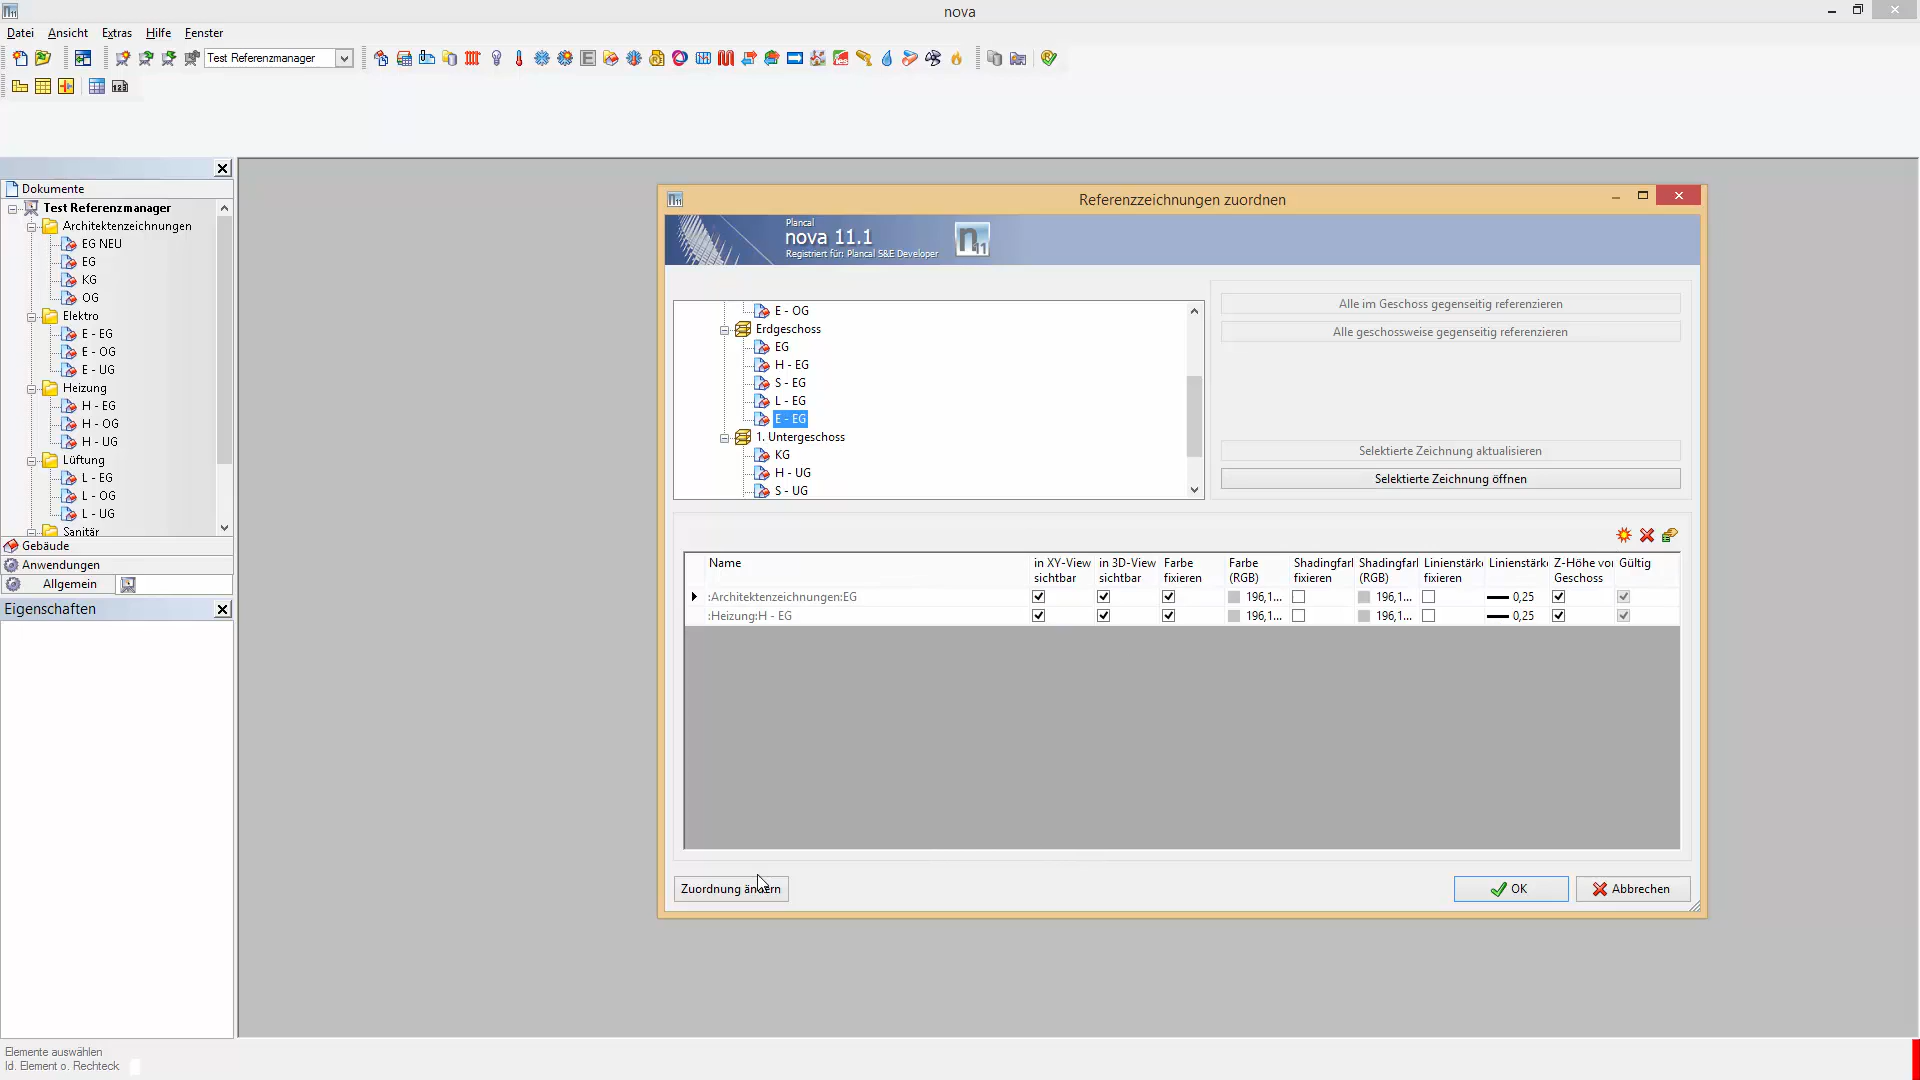 nova
Datei Ansicht Extras Hilfe Fenster
Test Referenzmanager
Dokumente
Test Referenzmanager
Architektenzeichnungen
EG NEU
EG
KG
OG
Elektro
E - EG
E - OG
E - UG
Heizung
H - EG
H - OG
H - UG
Lüftung
L - EG
L - OG
L - UG
Sanitär
Gebäude
Anwendungen
Allgemein
Eigenschaften
Referenzzeichnungen zuordnen
Plancal
nova 11.1
Registriert für: Plancal S&E Developer
E - OG
Erdgeschoss
EG
H - EG
S - EG
L - EG
E - EG
1. Untergeschoss
KG
H - UG
S - UG
Alle im Geschoss gegenseitig referenzieren
Alle geschossweise gegenseitig referenzieren
Selektierte Zeichnung aktualisieren
Selektierte Zeichnung öffnen
Name in XY-View sichtbar in 3D-View sichtbar Farbe fixieren Farbe (RGB) Shadingfarl fixieren Shadingfarl (RGB) Linienstärk fixieren Linienstärk Z-Höhe vo Geschoss Gültig
:Architektenzeichnungen:EG 196,1... 196,1... 0,25
:Heizung:H - EG 196,1... 196,1... 0,25
Zuordnung ändern
OK
Abbrechen
Elemente auswählen
Id. Element o. Rechteck